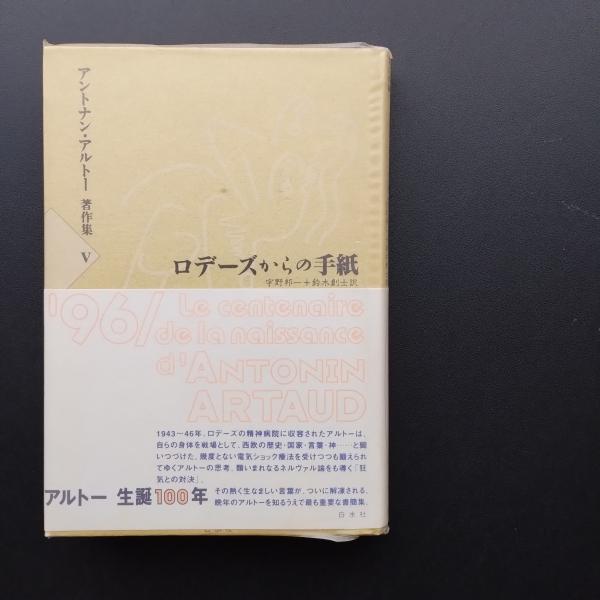 アントナン・アルトー 著作集 V
ロデーズからの手紙
宇野邦一+鈴木創士訳
'96/ Le centenaire
de la naissance
d'ANTONIN
ARTAUD
1943〜46年、ロデーズの精神病院に収容されたアルトーは、
自らの身体を戦場として、西欧の歴史・国家・言葉・神……と闘
いつづけた。幾度とない電気ショック療法を受けつつも鍛えられ
てゆくアルトーの思考、類いまれなるネルヴァル論をも導く「狂
気との対決」。
その熱く生なましい言葉が、ついに解凍される。
晩年のアルトーを知るうえで最も重要な書簡集。
アルトー 生誕100年
白水社